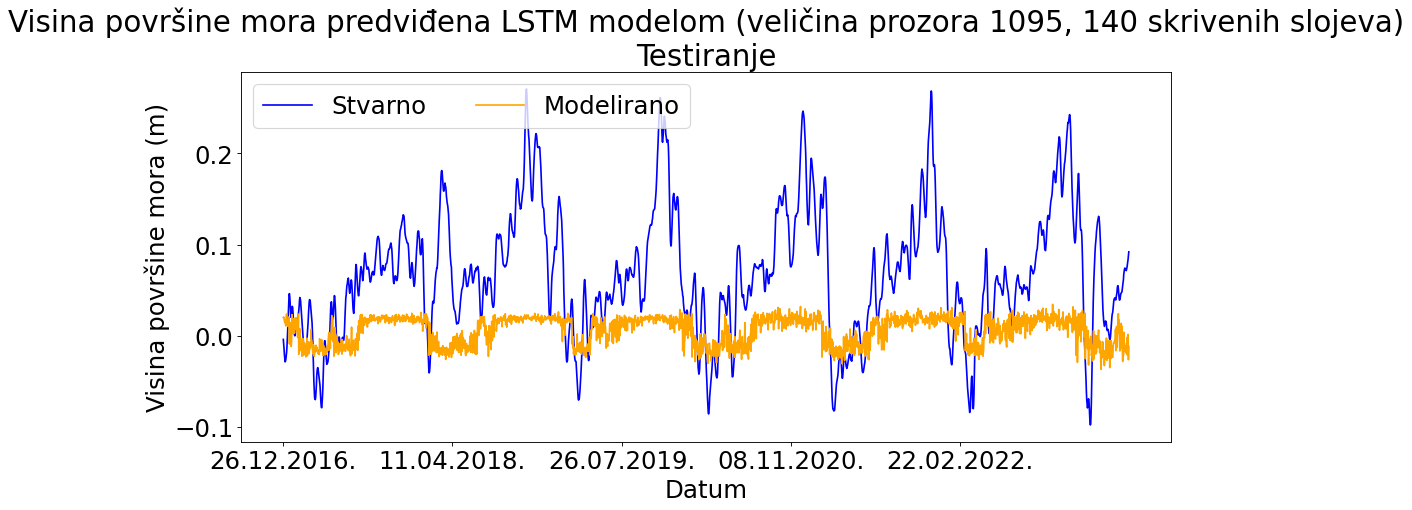 Visina površine mora predviđena LSTM modelom (veličina prozora 1095, 140 skrivenih slojeva)
Testiranje
Stvarno
Modelirano
Visina površine mora (m)
0.2
0.1
0.0
−0.1
26.12.2016.
11.04.2018.
26.07.2019.
08.11.2020.
22.02.2022.
Datum